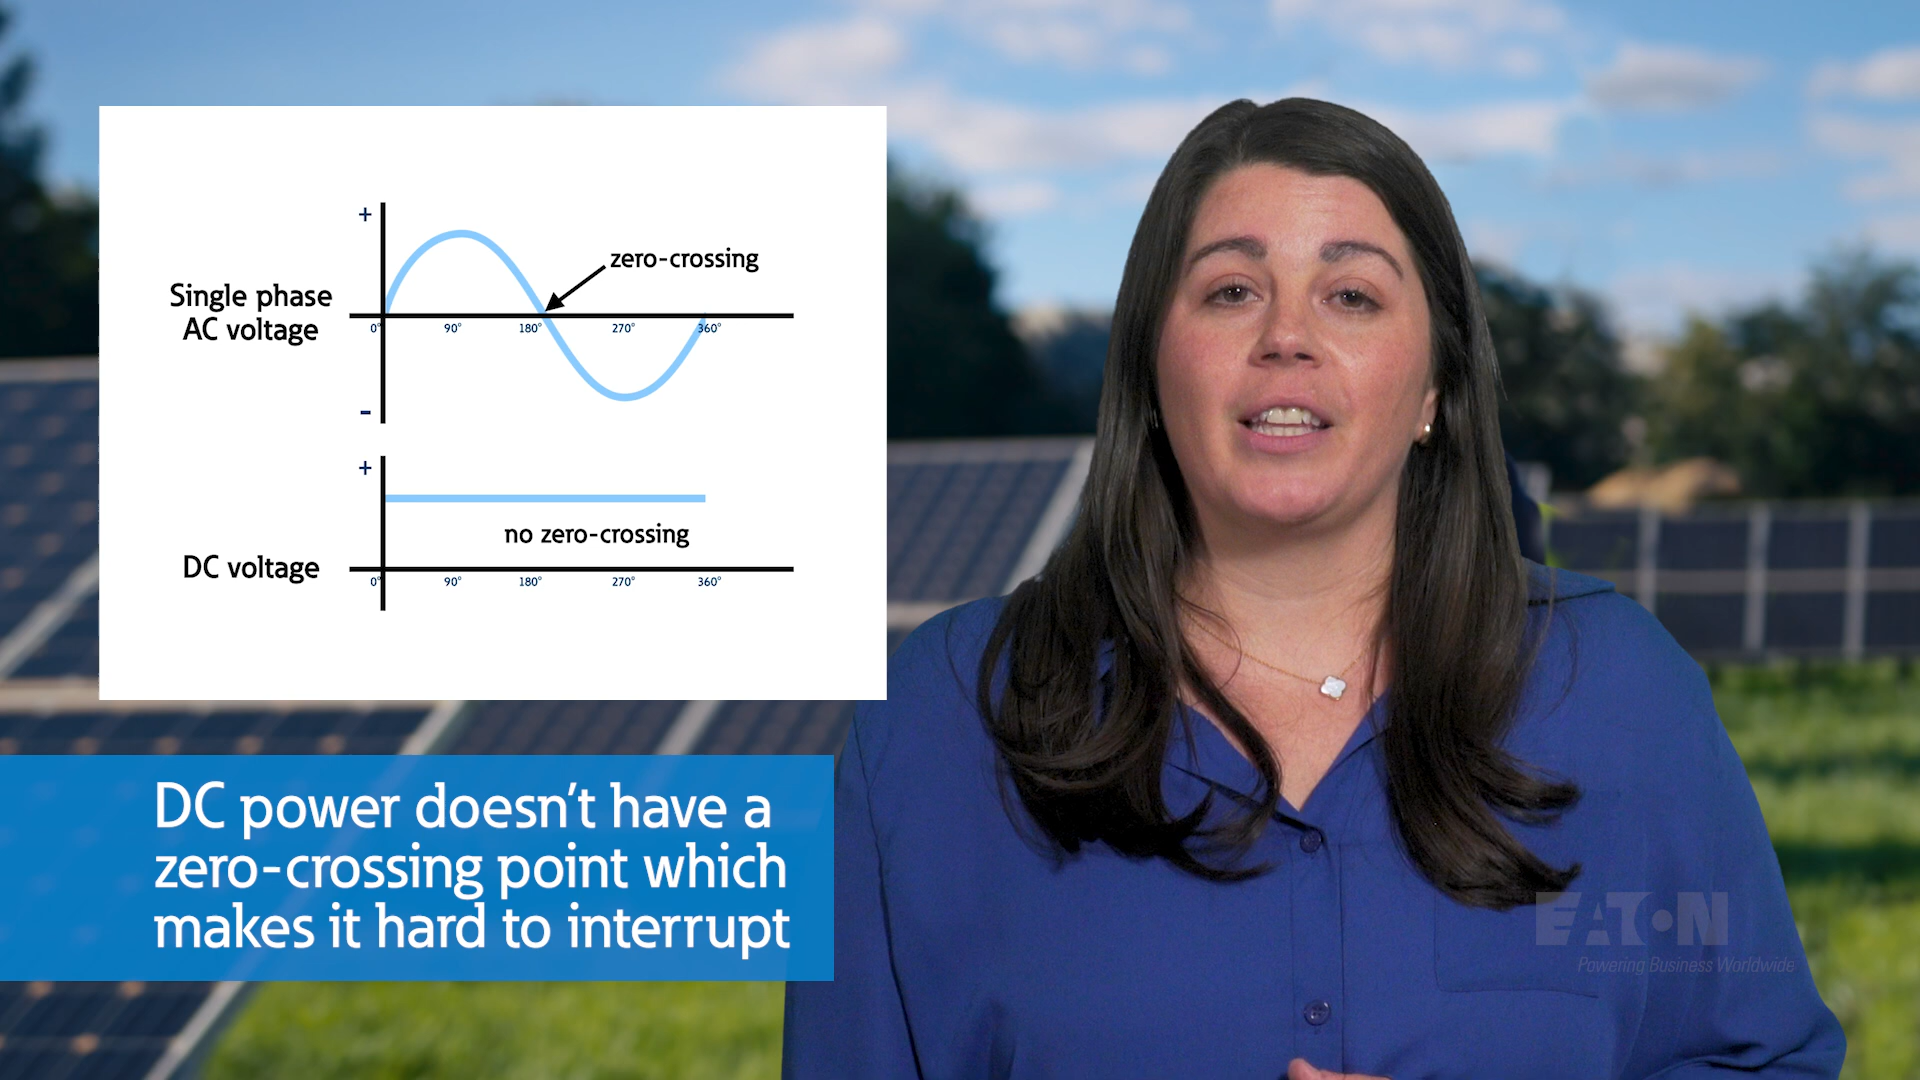 +
zero-crossing
Single phase
AC voltage
0° 90° 180° 270° 360°
-
+
no zero-crossing
DC voltage
0° 90° 180° 270° 360°
DC power doesn't have a
zero-crossing point which
makes it hard to interrupt
EATON
Powering Business Worldwide